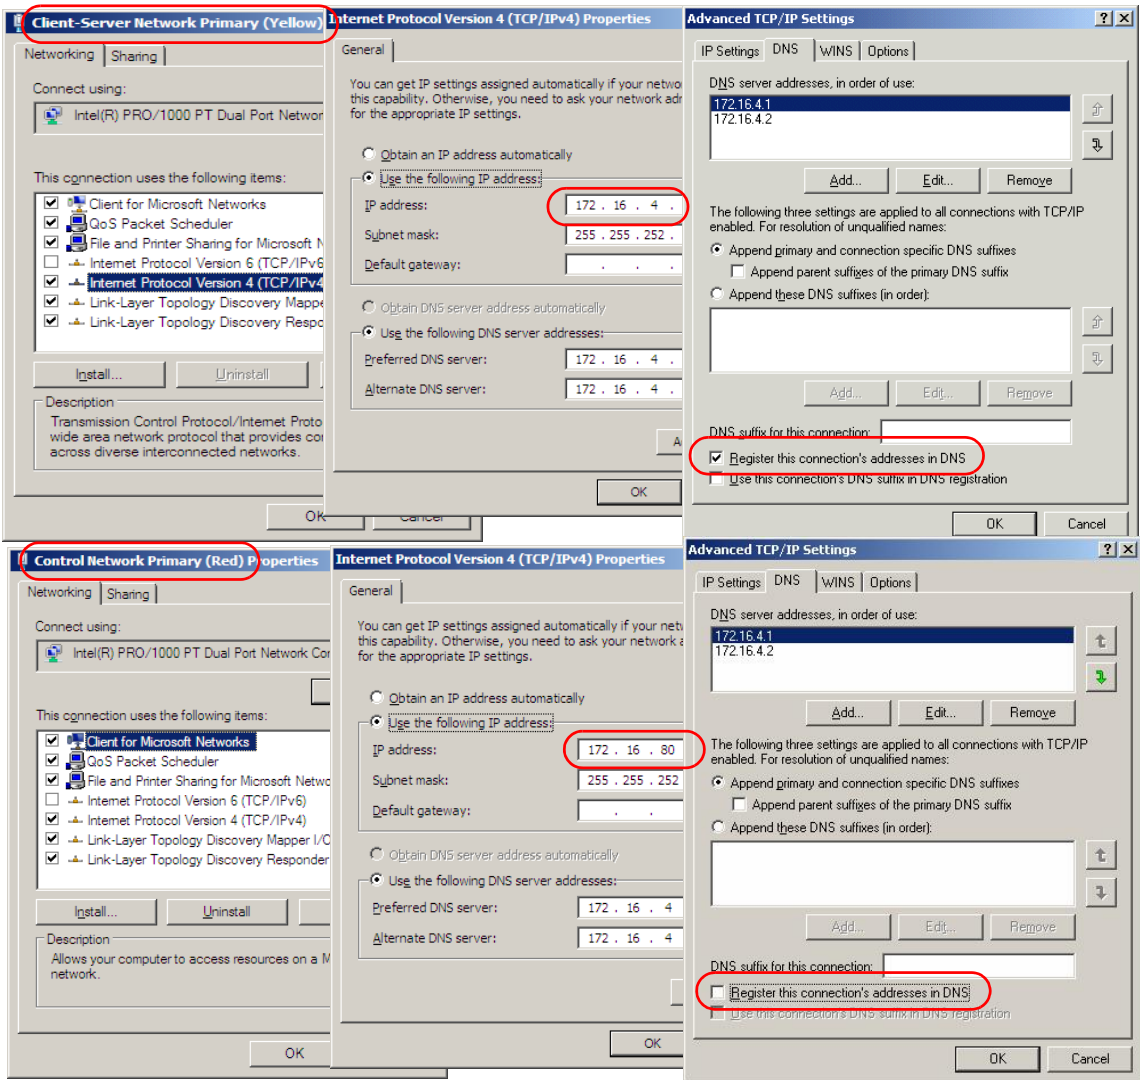 Client-Server Network Primary (Yellow)
Networking
Sharing
Connect using:
Intel(R) PRO/1000 PT Dual Port Networ
This connection uses the following items:
Client for Microsoft Networks
QoS Packet Scheduler
File and Printer Sharing for Microsoft N
Internet Protocol Version 6 (TCP/IPv6
Internet Protocol Version 4 (TCP/IPv4
Link-Layer Topology Discovery Mappe
Link-Layer Topology Discovery Respo
Install...
Uninstall
Description
Transmission Control Protocol/Internet Proto
wide area network protocol that provides co
across diverse interconnected networks.
OK
Cancel
Internet Protocol Version 4 (TCP/IPv4) Properties
General
You can get IP settings assigned automatically if your netwo
this capability. Otherwise, you need to ask your network adr
for the appropriate IP settings.
Obtain an IP address automatically
Use the following IP address:
IP address:
172 . 16 . 4 .
Subnet mask:
255 . 255 . 252 .
Default gateway:
. . .
Obtain DNS server address automatically
Use the following DNS server addresses:
Preferred DNS server:
172 . 16 . 4 .
Alternate DNS server:
172 . 16 . 4 .
A
OK
Advanced TCP/IP Settings
IP Settings
DNS
WINS
Options
DNS server addresses, in order of use:
172.16.4.1
172.16.4.2
Add...
Edit...
Remove
The following three settings are applied to all connections with TCP/IP
enabled. For resolution of unqualified names:
Append primary and connection specific DNS suffixes
Append parent suffixes of the primary DNS suffix
Append these DNS suffixes (in order):
Add...
Edit...
Remove
DNS suffix for this connection:
Register this connection's addresses in DNS
Use this connection's DNS suffix in DNS registration
OK
Cancel
Control Network Primary (Red) Properties
Networking
Sharing
Connect using:
Intel(R) PRO/1000 PT Dual Port Network Cor
This connection uses the following items:
Client for Microsoft Networks
QoS Packet Scheduler
File and Printer Sharing for Microsoft Netwo
Internet Protocol Version 6 (TCP/IPv6)
Internet Protocol Version 4 (TCP/IPv4)
Link-Layer Topology Discovery Mapper I/O
Link-Layer Topology Discovery Responder
Install...
Uninstall
Description
Allows your computer to access resources on a M
network.
OK
Internet Protocol Version 4 (TCP/IPv4) Properties
General
You can get IP settings assigned automatically if your netw
this capability. Otherwise, you need to ask your network a
for the appropriate IP settings.
Obtain an IP address automatically
Use the following IP address:
IP address:
172 . 16 . 80
Subnet mask:
255 . 255 . 252
Default gateway:
. .
Obtain DNS server address automatically
Use the following DNS server addresses:
Preferred DNS server:
172 . 16 . 4
Alternate DNS server:
172 . 16 . 4
OK
Advanced TCP/IP Settings
IP Settings
DNS
WINS
Options
DNS server addresses, in order of use:
172.16.4.1
172.16.4.2
Add...
Edit...
Remove
The following three settings are applied to all connections with TCP/IP
enabled. For resolution of unqualified names:
Append primary and connection specific DNS suffixes
Append parent suffixes of the primary DNS suffix
Append these DNS suffixes (in order):
Add...
Edit...
Remove
DNS suffix for this connection:
Register this connection's addresses in DNS
Use this connection's DNS suffix in DNS registration
OK
Cancel